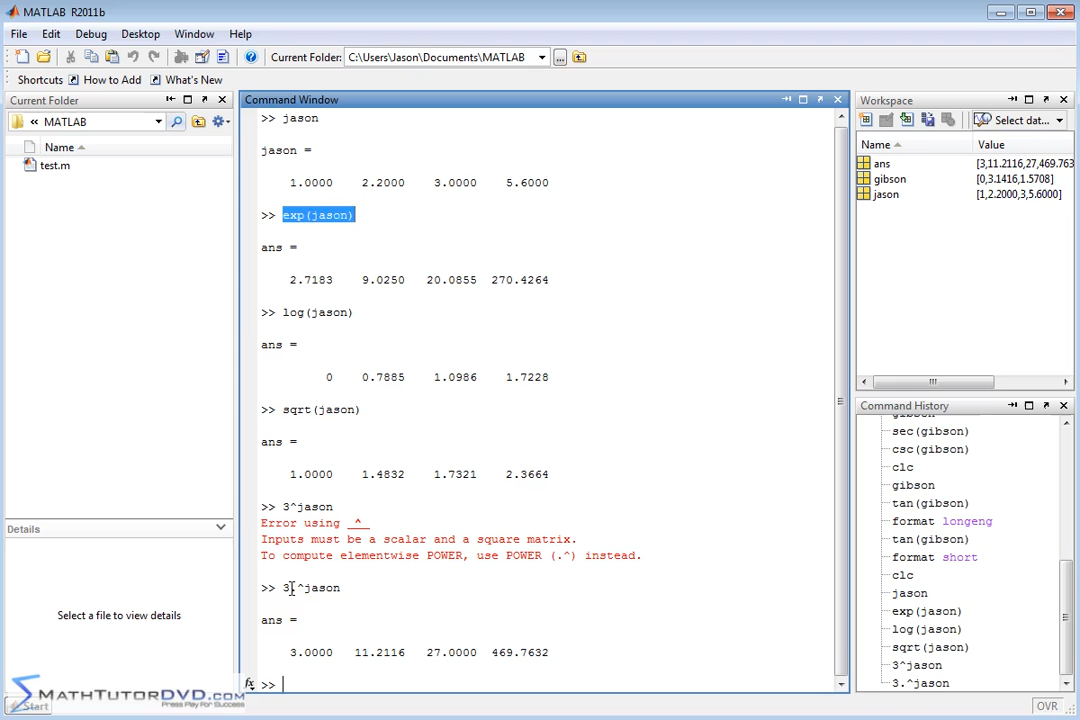 MATLAB R2011b
File Edit Debug Desktop Window Help
Current Folder: C:\Users\Jason\Documents\MATLAB ...
Shortcuts How to Add What's New
Current Folder
« MATLAB
Name
test.m
Details
Select a file to view details
Command Window
>> jason
jason =
1.0000 2.2000 3.0000 5.6000
>> exp(jason)
ans =
2.7183 9.0250 20.0855 270.4264
>> log(jason)
ans =
0 0.7885 1.0986 1.7228
>> sqrt(jason)
ans =
1.0000 1.4832 1.7321 2.3664
>> 3^jason
Error using ^
Inputs must be a scalar and a square matrix.
To compute elementwise POWER, use POWER (.^) instead.
>> 3.^jason
ans =
3.0000 11.2116 27.0000 469.7632
fx >>
Workspace
Select dat...
Name Value
ans [3,11.2116,27,469.763
gibson [0,3.1416,1.5708]
jason [1,2.2000,3,5.6000]
Command History
gibson
sec(gibson)
csc(gibson)
clc
gibson
tan(gibson)
format longeng
tan(gibson)
format short
clc
jason
exp(jason)
log(jason)
sqrt(jason)
3^jason
3.^jason
MATHTUTORDVD.COM
Press Play For Success
Start
OVR